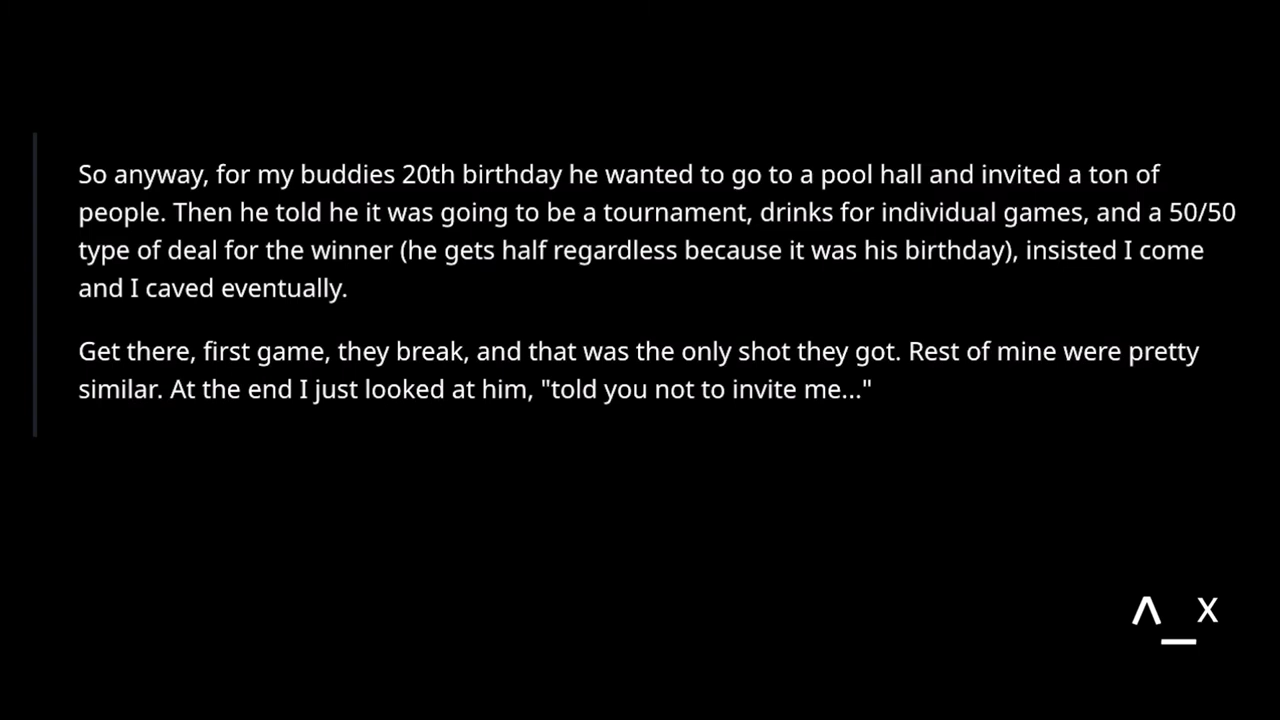 So anyway, for my buddies 20th birthday he wanted to go to a pool hall and invited a ton of
people. Then he told he it was going to be a tournament, drinks for individual games, and a 50/50
type of deal for the winner (he gets half regardless because it was his birthday), insisted I come
and I caved eventually.
Get there, first game, they break, and that was the only shot they got. Rest of mine were pretty
similar. At the end I just looked at him, "told you not to invite me..."
^_x